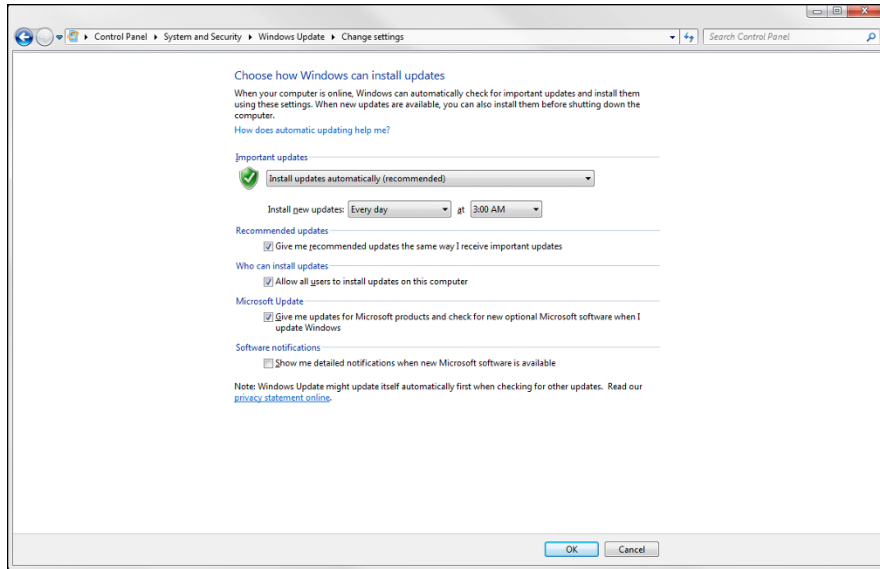 Control Panel ▸ System and Security ▸ Windows Update ▸ Change settings
Search Control Panel
Choose how Windows can install updates
When your computer is online, Windows can automatically check for important updates and install them
using these settings. When new updates are available, you can also install them before shutting down the
computer.
How does automatic updating help me?
Important updates
Install updates automatically (recommended)
Install new updates: Every day at 3:00 AM
Recommended updates
Give me recommended updates the same way I receive important updates
Who can install updates
Allow all users to install updates on this computer
Microsoft Update
Give me updates for Microsoft products and check for new optional Microsoft software when I
update Windows
Software notifications
Show me detailed notifications when new Microsoft software is available
Note: Windows Update might update itself automatically first when checking for other updates. Read our
privacy statement online.
OK Cancel